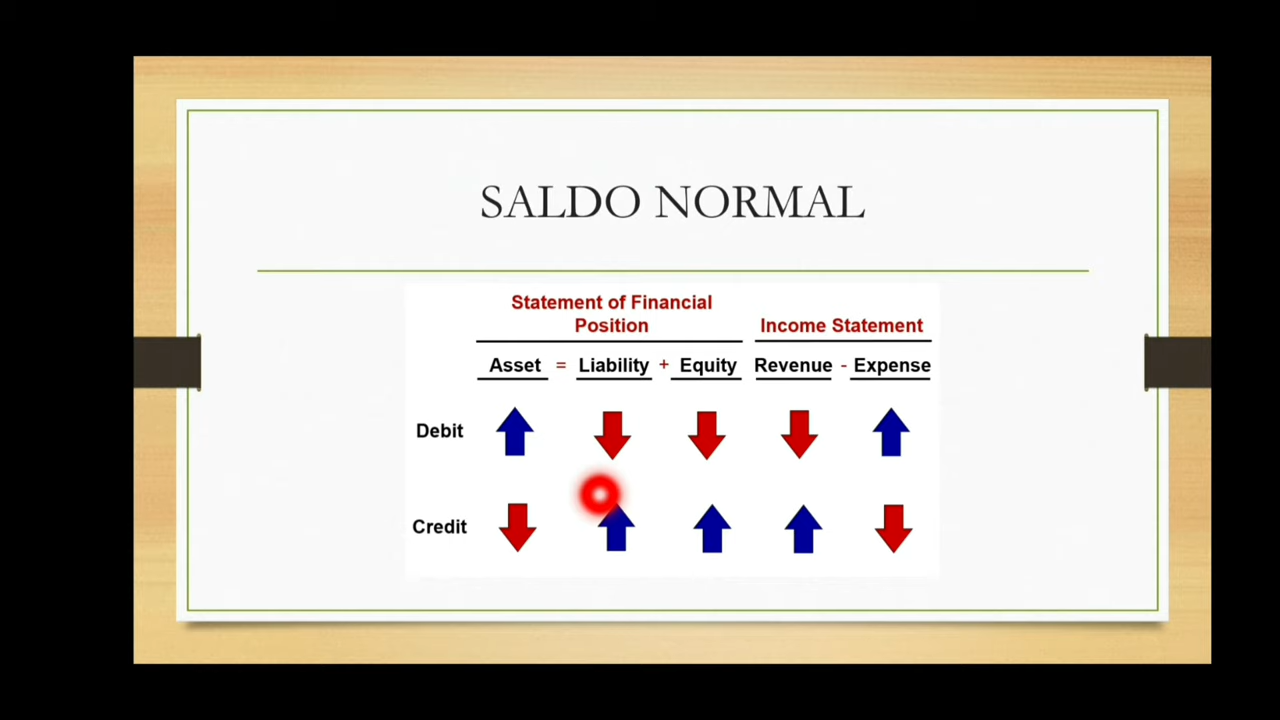 SALDO NORMAL
Statement of Financial
Position
Income Statement
Asset = Liability + Equity Revenue - Expense
Debit
Credit